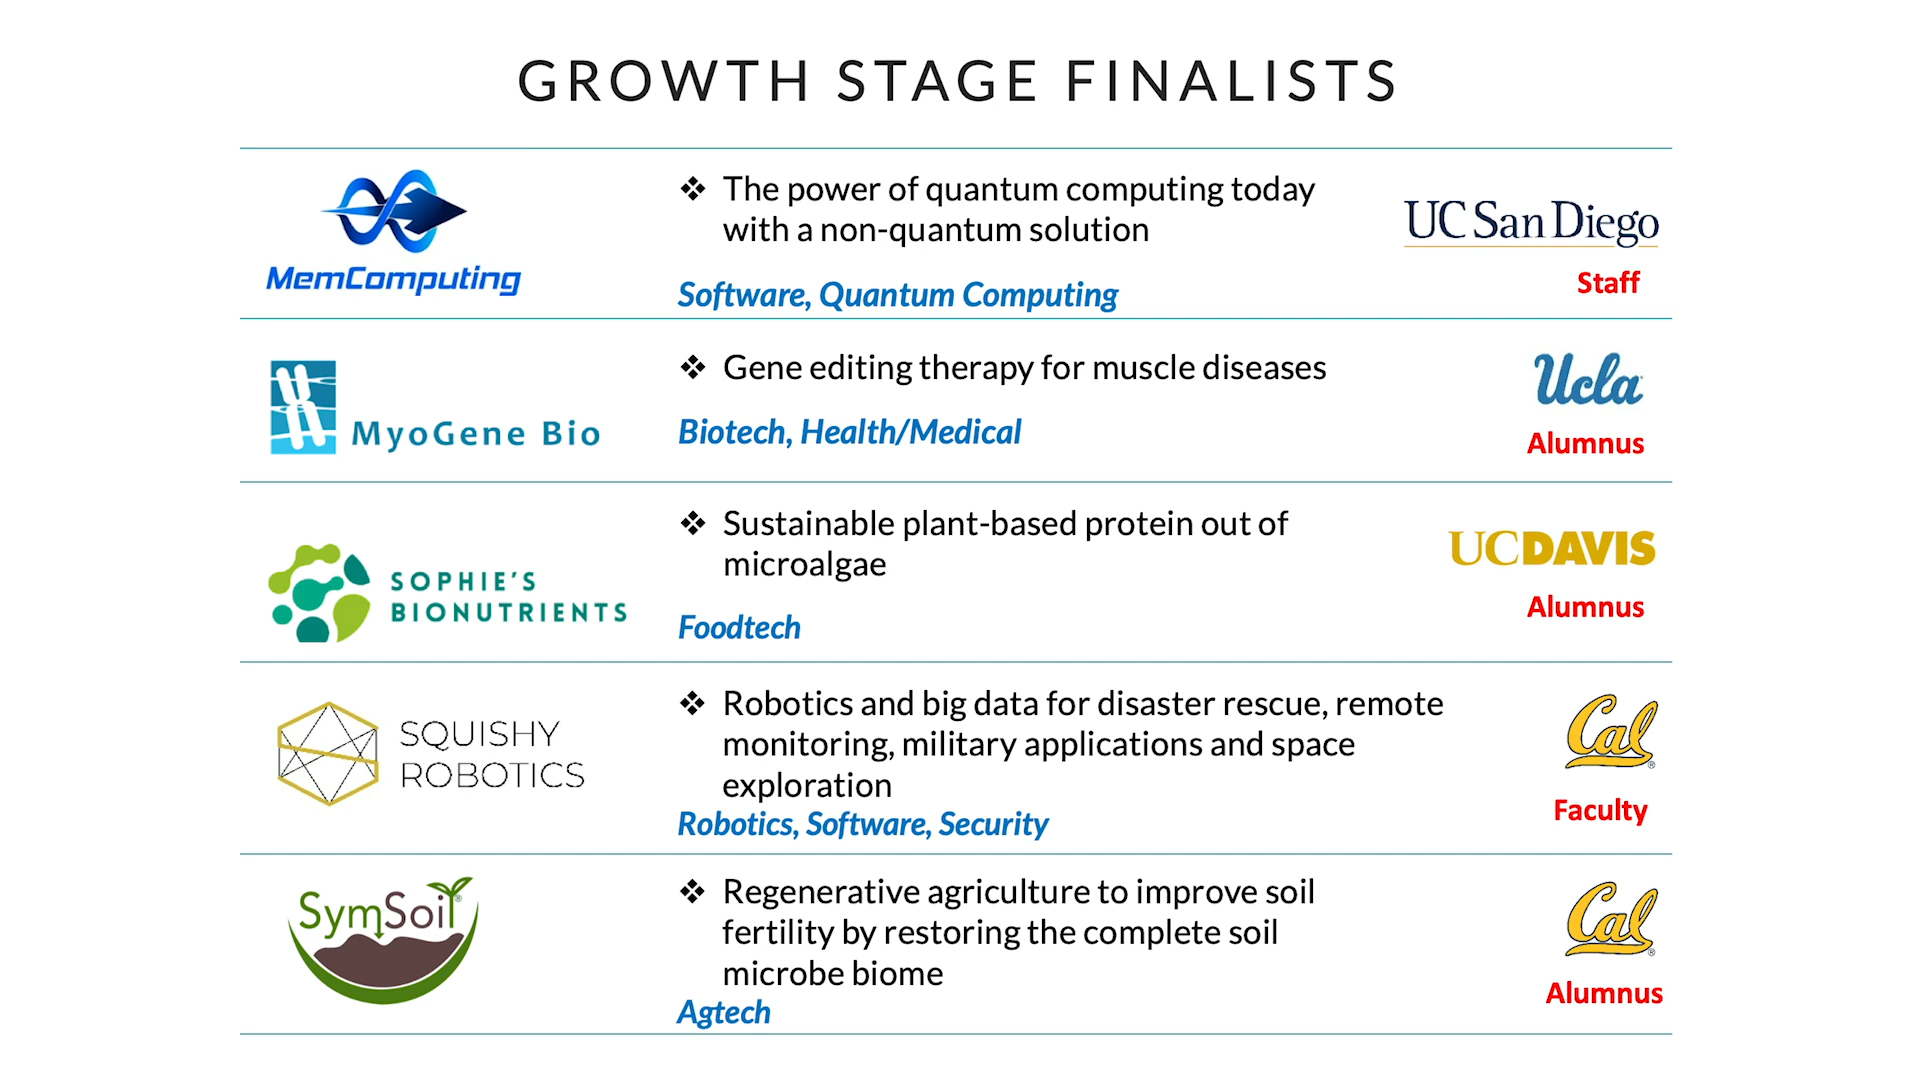 GROWTH STAGE FINALISTS
MemComputing
❖ The power of quantum computing today
with a non-quantum solution
Software, Quantum Computing
UC San Diego
Staff
MyoGene Bio
❖ Gene editing therapy for muscle diseases
Biotech, Health/Medical
Ucla
Alumnus
SOPHIE'S
BIONUTRIENTS
❖ Sustainable plant-based protein out of
microalgae
Foodtech
UCDAVIS
Alumnus
SQUISHY
ROBOTICS
❖ Robotics and big data for disaster rescue, remote
monitoring, military applications and space
exploration
Robotics, Software, Security
Cal®
Faculty
SymSoil®
❖ Regenerative agriculture to improve soil
fertility by restoring the complete soil
microbe biome
Agtech
Cal®
Alumnus